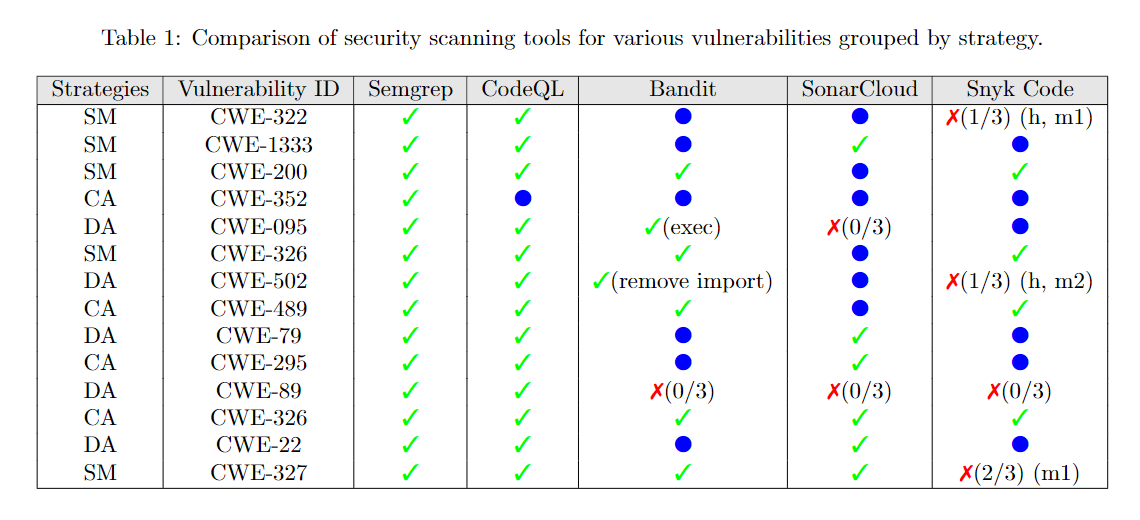 Table 1: Comparison of security scanning tools for various vulnerabilities grouped by strategy.
Strategies Vulnerability ID Semgrep CodeQL Bandit SonarCloud Snyk Code
SM CWE-322 ✓ ✓ ● ● ✗(1/3) (h, m1)
SM CWE-1333 ✓ ✓ ● ✓ ●
SM CWE-200 ✓ ✓ ✓ ● ✓
CA CWE-352 ✓ ● ● ● ●
DA CWE-095 ✓ ✓ ✓(exec) ✗(0/3) ●
SM CWE-326 ✓ ✓ ✓ ● ✓
DA CWE-502 ✓ ✓ ✓(remove import) ● ✗(1/3) (h, m2)
CA CWE-489 ✓ ✓ ✓ ● ✓
DA CWE-79 ✓ ✓ ● ✓ ●
CA CWE-295 ✓ ✓ ● ✓ ●
DA CWE-89 ✓ ✓ ✗(0/3) ✗(0/3) ✗(0/3)
CA CWE-326 ✓ ✓ ✓ ✓ ✓
DA CWE-22 ✓ ✓ ● ✓ ●
SM CWE-327 ✓ ✓ ✓ ✓ ✗(2/3) (m1)